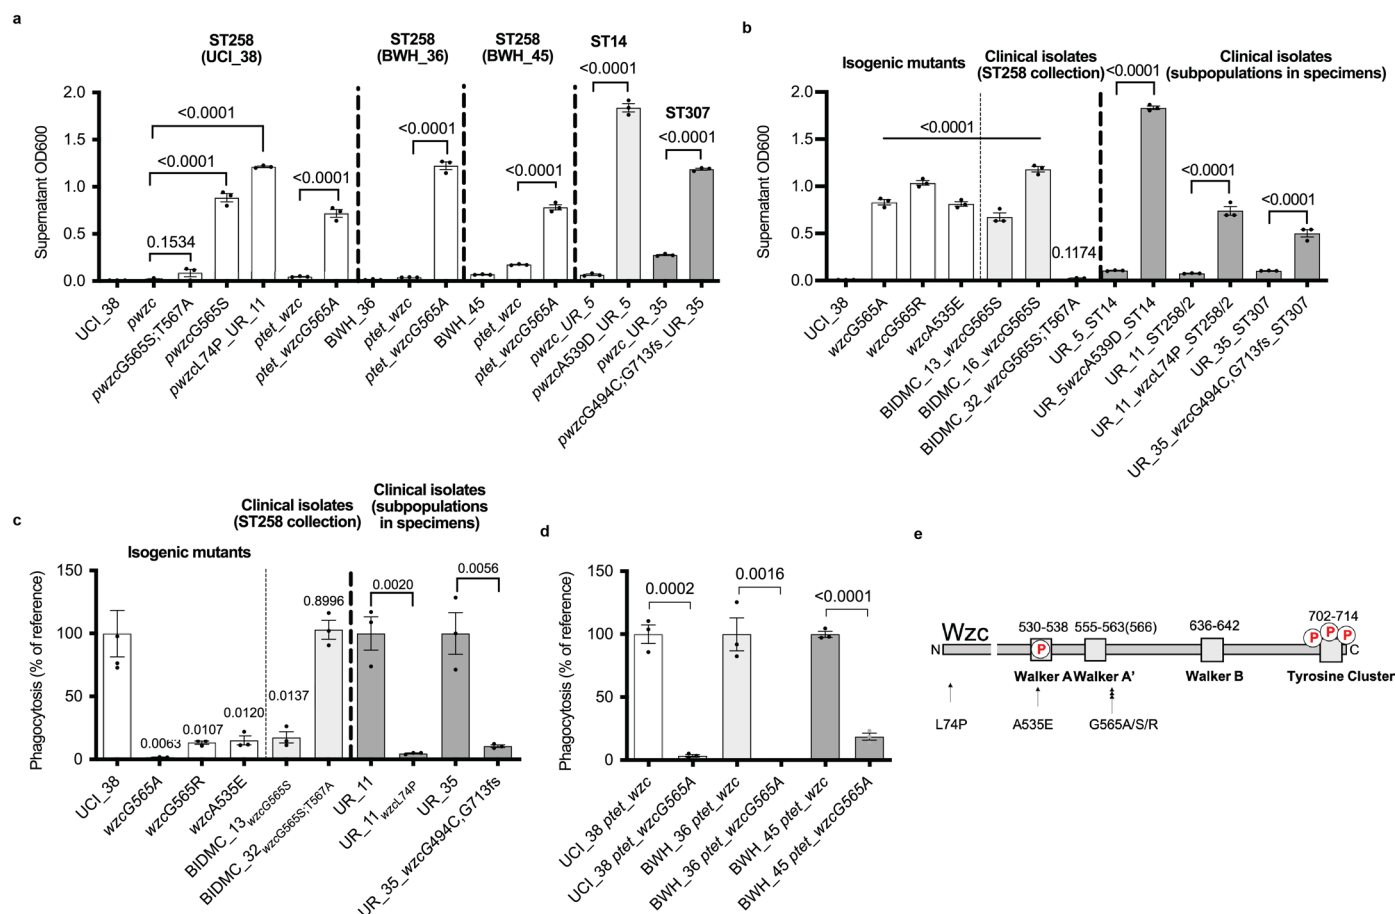 a
ST258
(UCI_38)
ST258
(BWH_36)
ST258
(BWH_45)
ST14
<0.0001
ST307
<0.0001
<0.0001
<0.0001
<0.0001
<0.0001
<0.0001
0.1534
Supernatant OD600
2.0
1.5
1.0
0.5
0.0
UCI_38
pwzc
pwzcG565S;T567A
pwzcG565S
pwzcL74P_UR_11
ptet_wzc
ptet_wzcG565A
BWH_36
ptet_wzc
ptet_wzcG565A
BWH_45
ptet_wzc
ptet_wzcG565A
pwzc_UR_5
pwzcA539D_UR_5
pwzc_UR_35
pwzcG494C;G713fs_UR_35
b
Isogenic mutants
Clinical isolates
(ST258 collection)
Clinical isolates
(subpopulations in specimens)
<0.0001
<0.0001
<0.0001
<0.0001
0.1174
Supernatant OD600
2.0
1.5
1.0
0.5
0.0
UCI_38
wzcG565A
wzcG565R
wzcA535E
BIDMC_13_wzcG565S
BIDMC_16_wzcG565S
BIDMC_32_wzcG565S;T567A
UR_5_ST14
UR_5wzcA539D_ST14
UR_11_ST258/2
UR_11_wzcL74P_ST258/2
UR_35_ST307
UR_35_wzcG494C,G713fs_ST307
c
Isogenic mutants
Clinical isolates
(ST258 collection)
Clinical isolates
(subpopulations
in specimens)
0.0063
0.0107
0.0120
0.0137
0.8996
0.0020
0.0056
Phagocytosis (% of reference)
150
100
50
0
UCI_38
wzcG565A
wzcG565R
wzcA535E
BIDMC_13wzcG565S
BIDMC_32wzcG565S;T567A
UR_11
UR_11wzcL74P
UR_35
UR_35_wzcG494C,G713fs
d
0.0002
0.0016
<0.0001
Phagocytosis (% of reference)
150
100
50
0
UCI_38 ptet_wzc
UCI_38 ptet_wzcG565A
BWH_36 ptet_wzc
BWH_36 ptet_wzcG565A
BWH_45 ptet_wzc
BWH_45 ptet_wzcG565A
e
Wzc
530-538 555-563(566) 636-642 702-714
N P P P P C
Walker A Walker A' Walker B Tyrosine Cluster
L74P A535E G565A/S/R